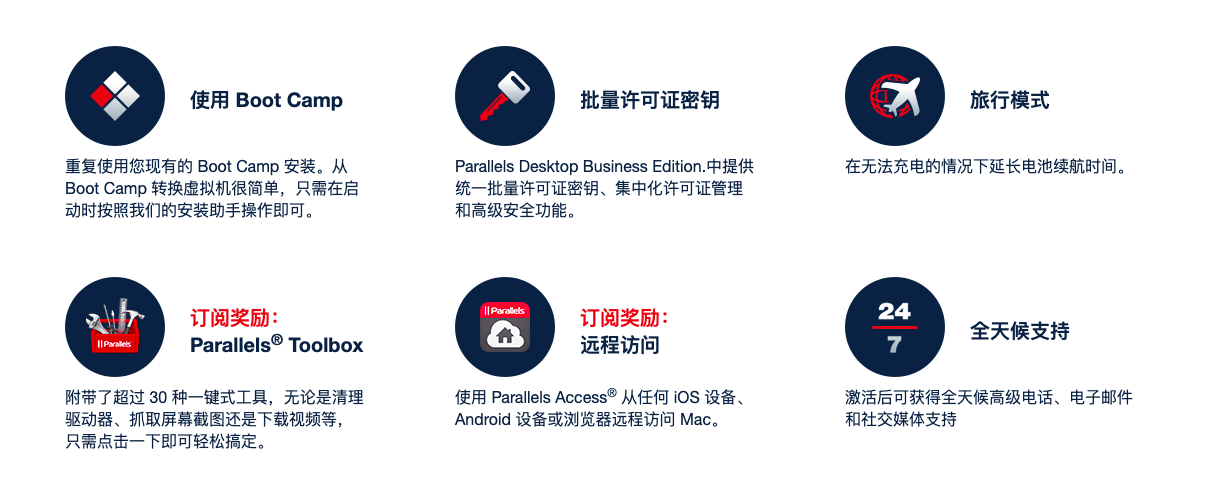 使用 Boot Camp
重复使用您现有的 Boot Camp 安装。从
Boot Camp 转换虚拟机很简单，只需在启
动时按照我们的安装助手操作即可。
批量许可证密钥
Parallels Desktop Business Edition.中提供
统一批量许可证密钥、集中化许可证管理
和高级安全功能。
旅行模式
在无法充电的情况下延长电池续航时间。
Parallels
订阅奖励：
Parallels® Toolbox
附带了超过 30 种一键式工具，无论是清理
驱动器、抓取屏幕截图还是下载视频等，
只需点击一下即可轻松搞定。
Parallels
订阅奖励：
远程访问
使用 Parallels Access® 从任何 iOS 设备、
Android 设备或浏览器远程访问 Mac。
24
7
全天候支持
激活后可获得全天候高级电话、电子邮件
和社交媒体支持